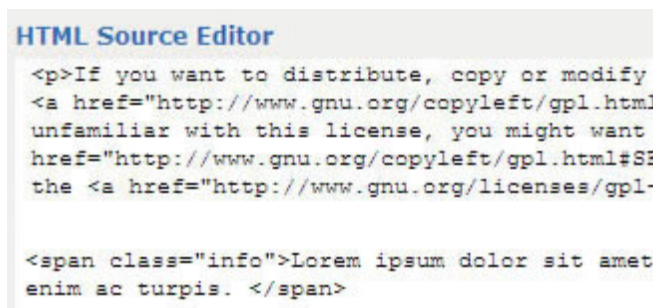 HTML Source Editor
<p>If you want to distribute, copy or modify
<a href="http://www.gnu.org/copyleft/gpl.html
unfamiliar with this license, you might want
href="http://www.gnu.org/copyleft/gpl.html#SE
the <a href="http://www.gnu.org/licenses/gpl-
<span class="info">Lorem ipsum dolor sit amet
enim ac turpis. </span>